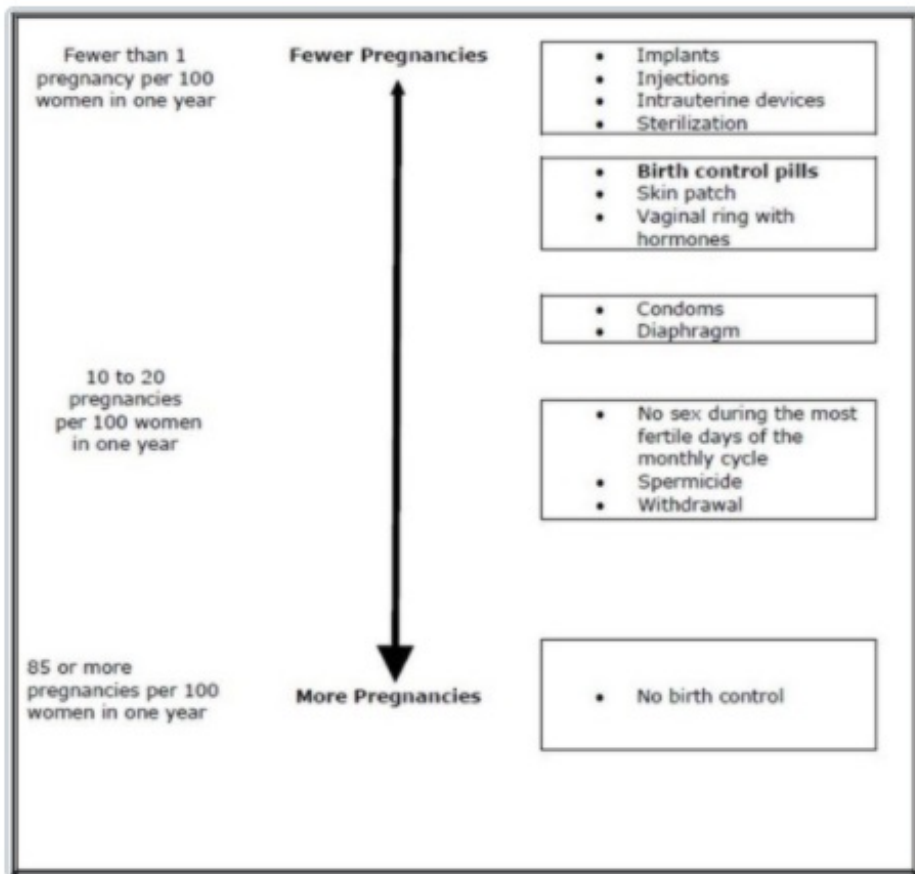 Fewer than 1
pregnancy per 100
women in one year
Fewer Pregnancies
• Implants
• Injections
• Intrauterine devices
• Sterilization
• Birth control pills
• Skin patch
• Vaginal ring with
hormones
• Condoms
• Diaphragm
10 to 20
pregnancies
per 100 women
in one year
• No sex during the most
fertile days of the
monthly cycle
• Spermicide
• Withdrawal
85 or more
pregnancies per 100
women in one year
More Pregnancies
• No birth control